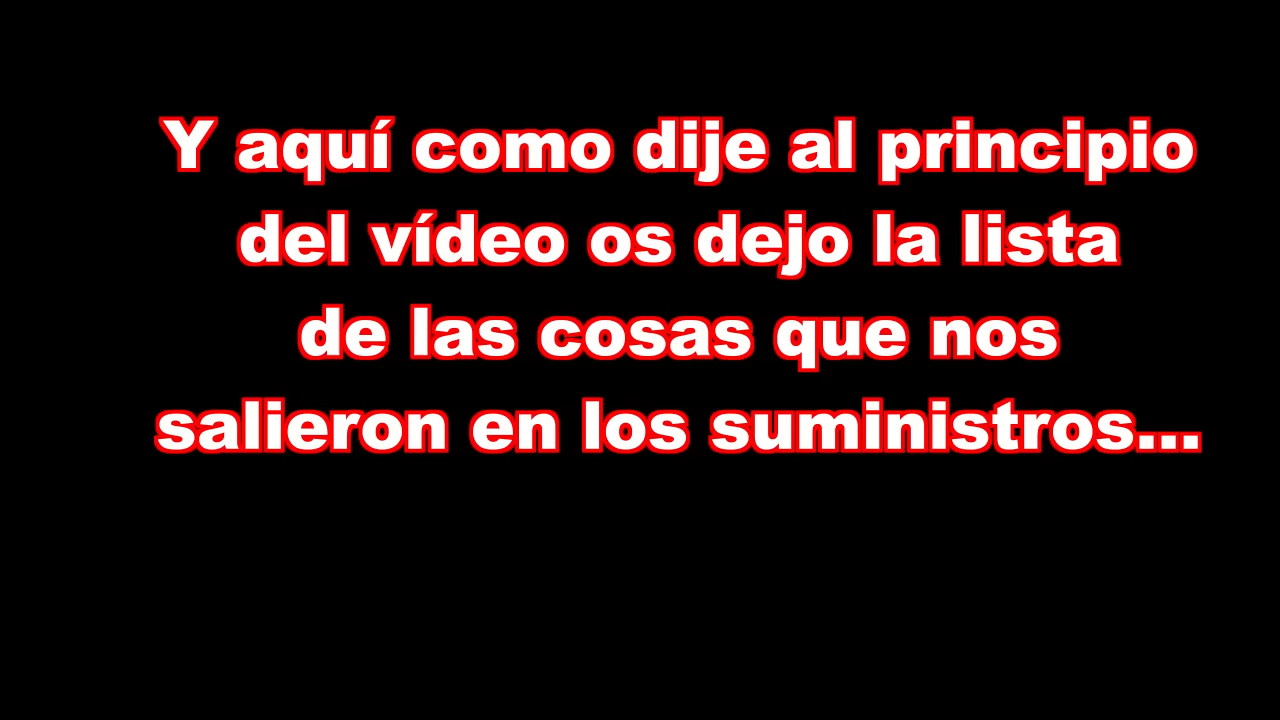 Y aquí como dije al principio
del vídeo os dejo la lista
de las cosas que nos
salieron en los suministros...